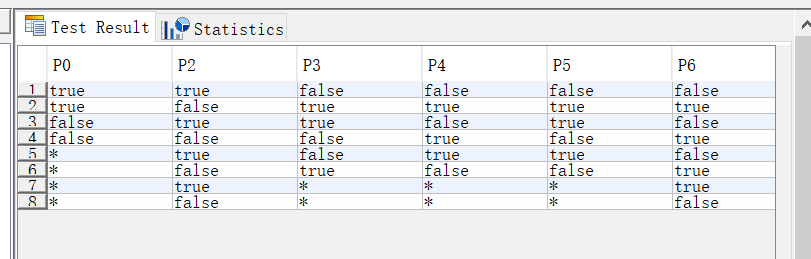 Test Result Statistics
P0 P2 P3 P4 P5 P6
1 true true false false false false
2 true false true true true true
3 false true true false true false
4 false false false true false true
5 * true false true true false
6 * false true false false true
7 * true * * * true
8 * false * * * false